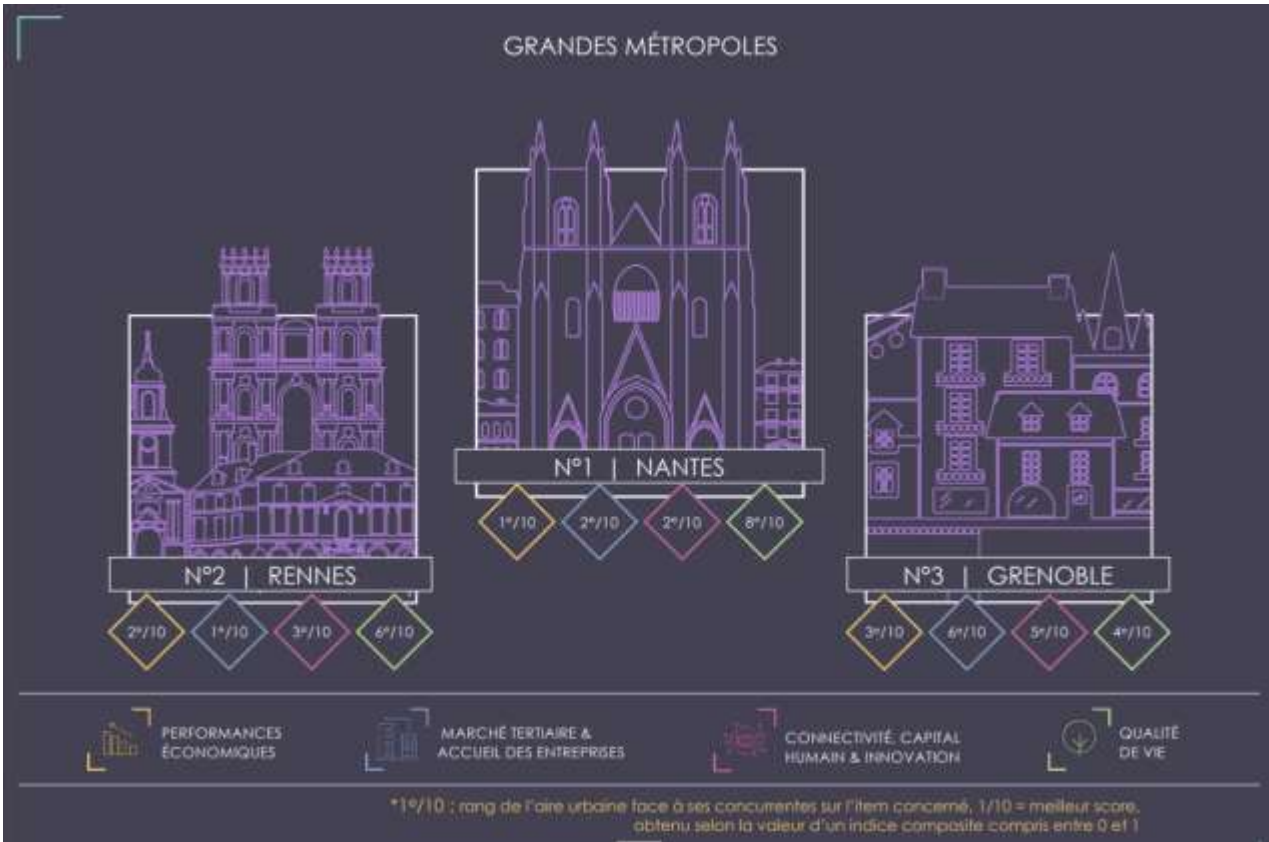 GRANDES MÉTROPOLES
N°1 | NANTES
1e/10 2e/10 2e/10 8e/10
N°2 | RENNES
2e/10 1e/10 3e/10 6e/10
N°3 | GRENOBLE
3e/10 6e/10 5e/10 4e/10
PERFORMANCES
ÉCONOMIQUES
MARCHÉ TERTIAIRE &
ACCUEIL DES ENTREPRISES
CONNECTIVITÉ, CAPITAL
HUMAIN & INNOVATION
QUALITÉ
DE VIE
*1e/10 : rang de l'aire urbaine face à ses concurrentes sur l'item concerné, 1/10 = meilleur score,
obtenu selon la valeur d'un indice composite compris entre 0 et 1